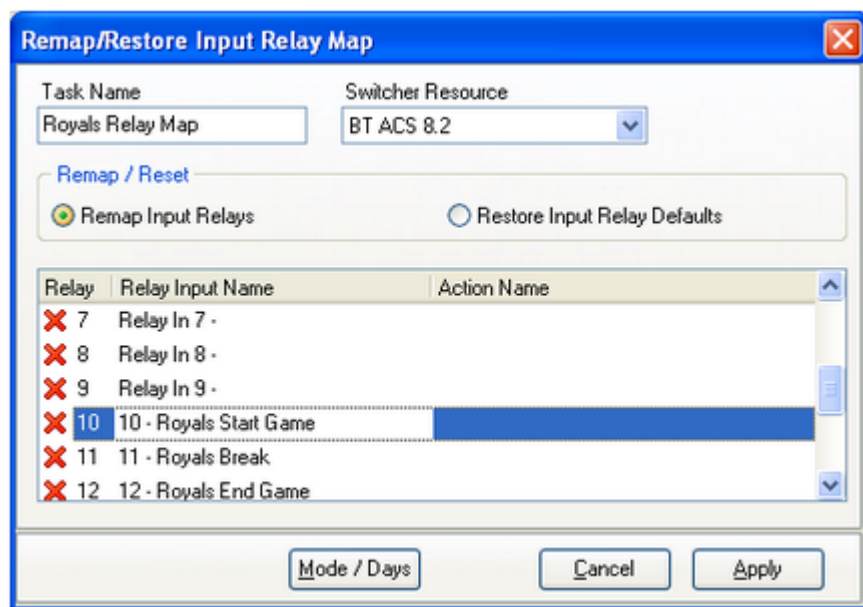 Remap/Restore Input Relay Map
Task Name Switcher Resource
Royals Relay Map BT ACS 8.2
Remap / Reset
Remap Input Relays Restore Input Relay Defaults
Relay Relay Input Name Action Name
7 Relay In 7 -
8 Relay In 8 -
9 Relay In 9 -
10 10 - Royals Start Game
11 11 - Royals Break
12 12 - Royals End Game
Mode / Days Cancel Apply